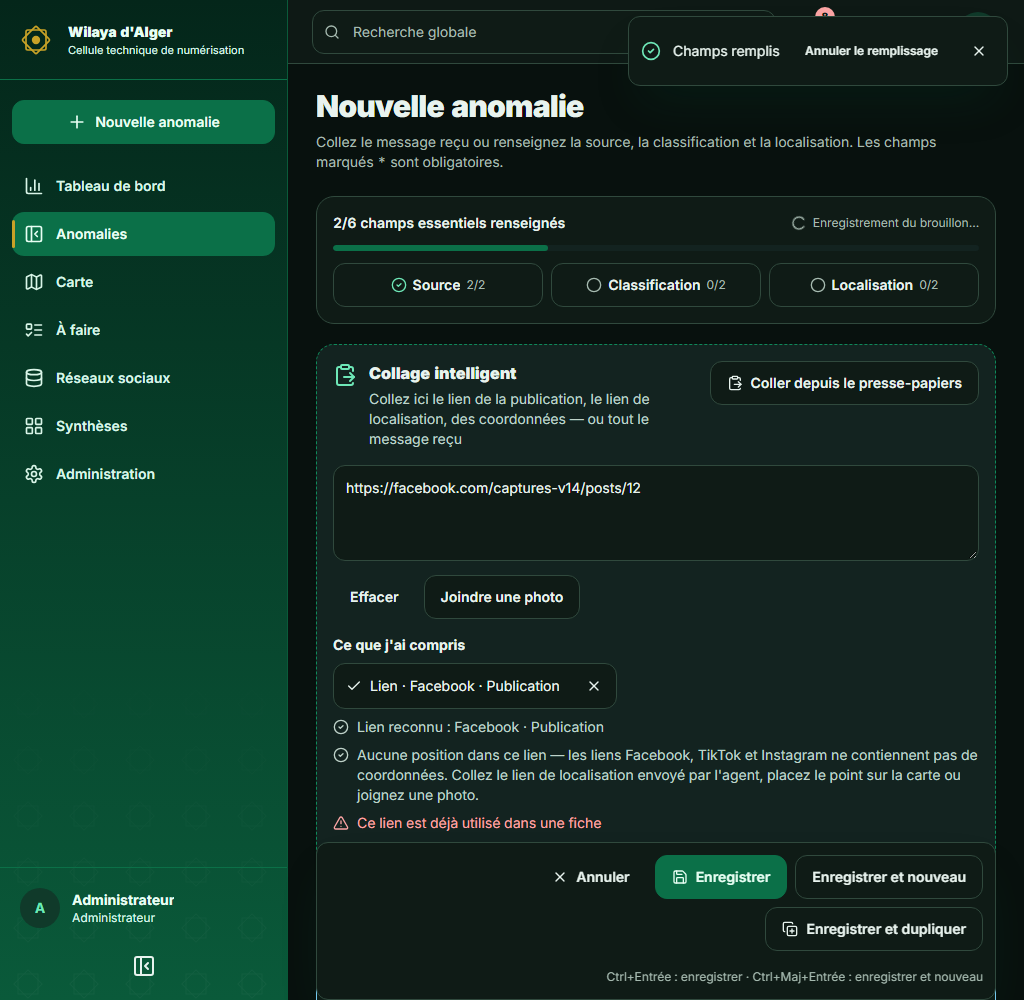 Wilaya d'Alger
Cellule technique de numérisation
Nouvelle anomalie
Tableau de bord
Anomalies
Carte
À faire
Réseaux sociaux
Synthèses
Administration
A
Administrateur
Administrateur
Recherche globale
Champs remplis
Annuler le remplissage
Nouvelle anomalie
Collez le message reçu ou renseignez la source, la classification et la localisation. Les champs
marqués * sont obligatoires.
2/6 champs essentiels renseignés
Enregistrement du brouillon…
Source 2/2
Classification 0/2
Localisation 0/2
Collage intelligent
Collez ici le lien de la publication, le lien de
localisation, des coordonnées — ou tout le
message reçu
Coller depuis le presse-papiers
https://facebook.com/captures-v14/posts/12
Effacer
Joindre une photo
Ce que j'ai compris
Lien · Facebook · Publication
Lien reconnu : Facebook · Publication
Aucune position dans ce lien — les liens Facebook, TikTok et Instagram ne contiennent pas de
coordonnées. Collez le lien de localisation envoyé par l'agent, placez le point sur la carte ou
joignez une photo.
Ce lien est déjà utilisé dans une fiche
Annuler
Enregistrer
Enregistrer et nouveau
Enregistrer et dupliquer
Ctrl+Entrée : enregistrer · Ctrl+Maj+Entrée : enregistrer et nouveau